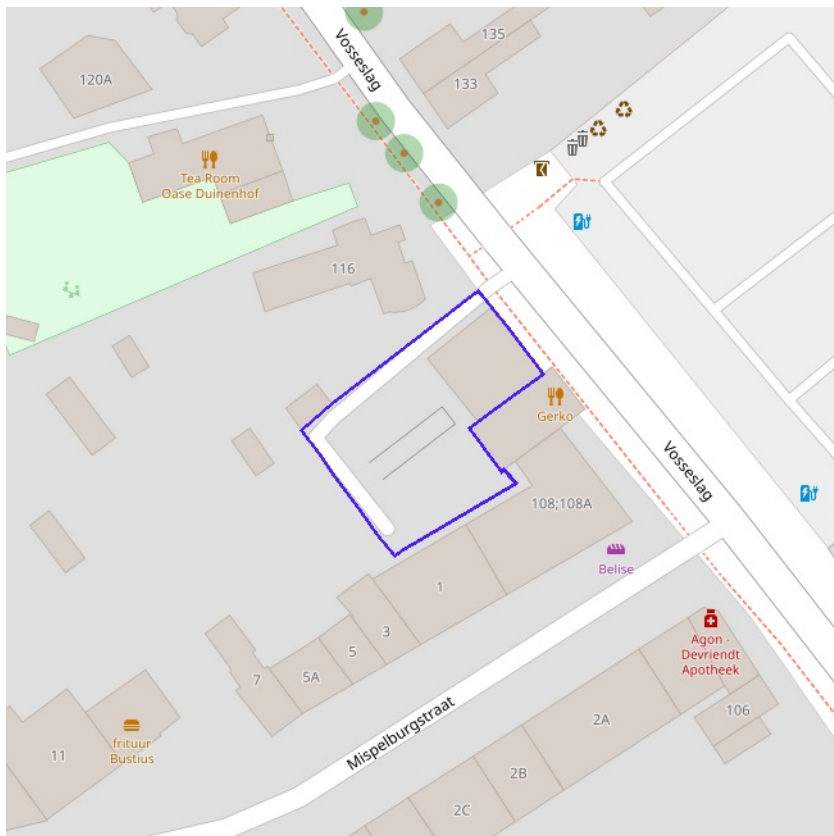 Vosseslag
135
133
120A
Tea Room
Oase Duinenhof
116
Gerko
Vosseslag
108;108A
Belise
1
3
5
5A
7
Agon -
Devriendt
Apotheek
106
2A
Mispelburgstraat
frituur
Bustius
11
2B
2C